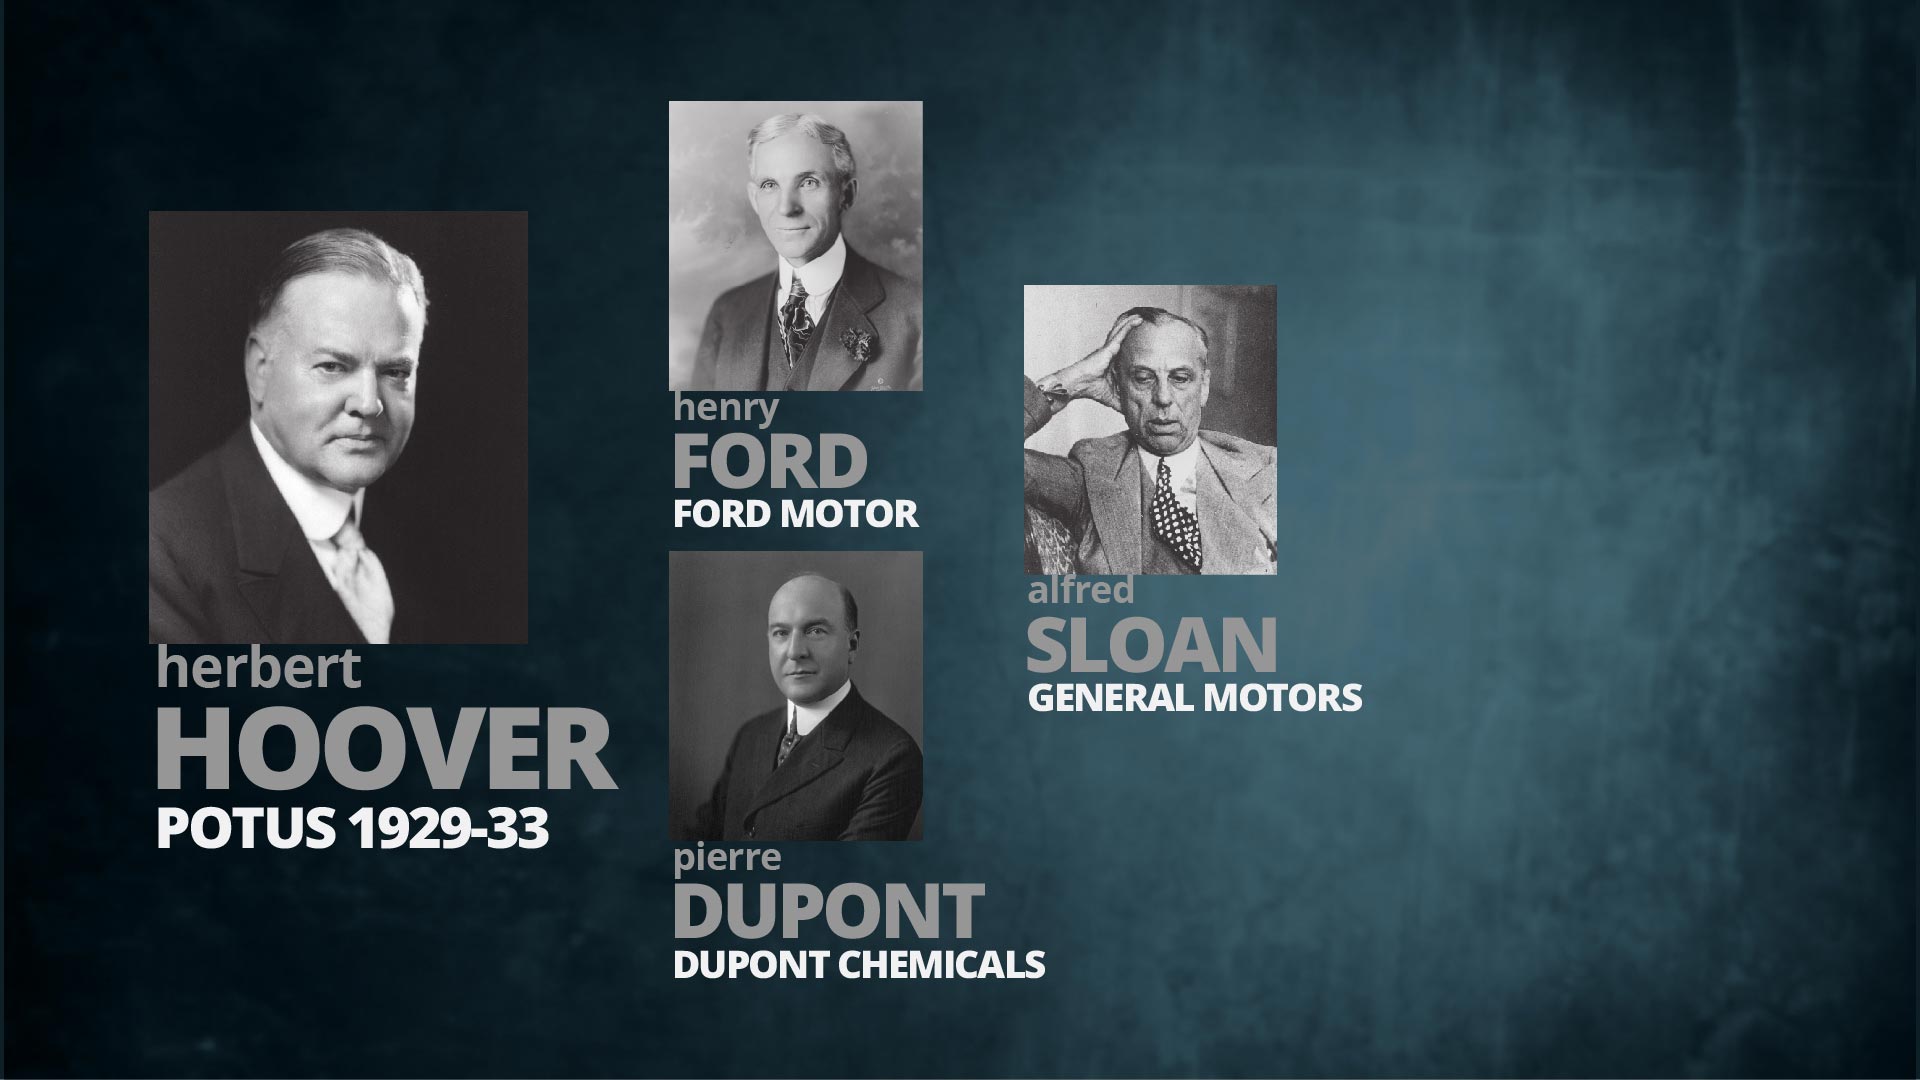 herbert
HOOVER
POTUS 1929-33
henry
FORD
FORD MOTOR
pierre
DUPONT
DUPONT CHEMICALS
alfred
SLOAN
GENERAL MOTORS